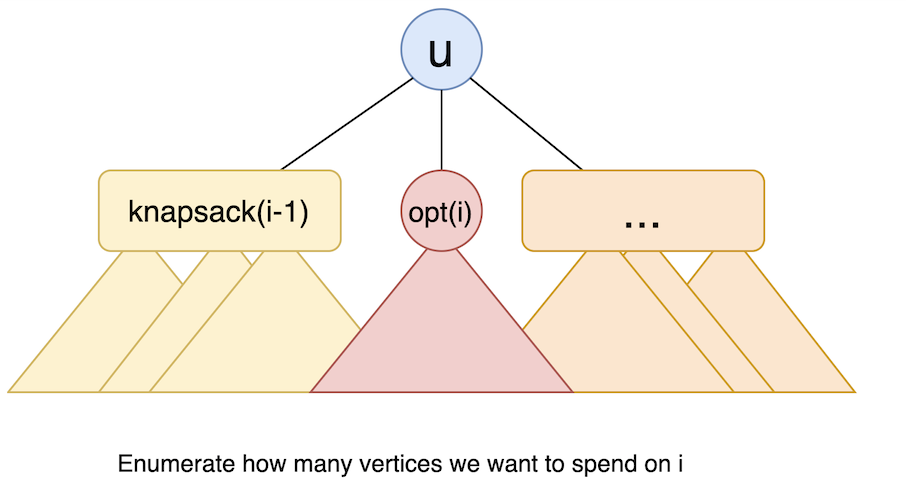 u
knapsack(i-1)
opt(i)
...
Enumerate how many vertices we want to spend on i